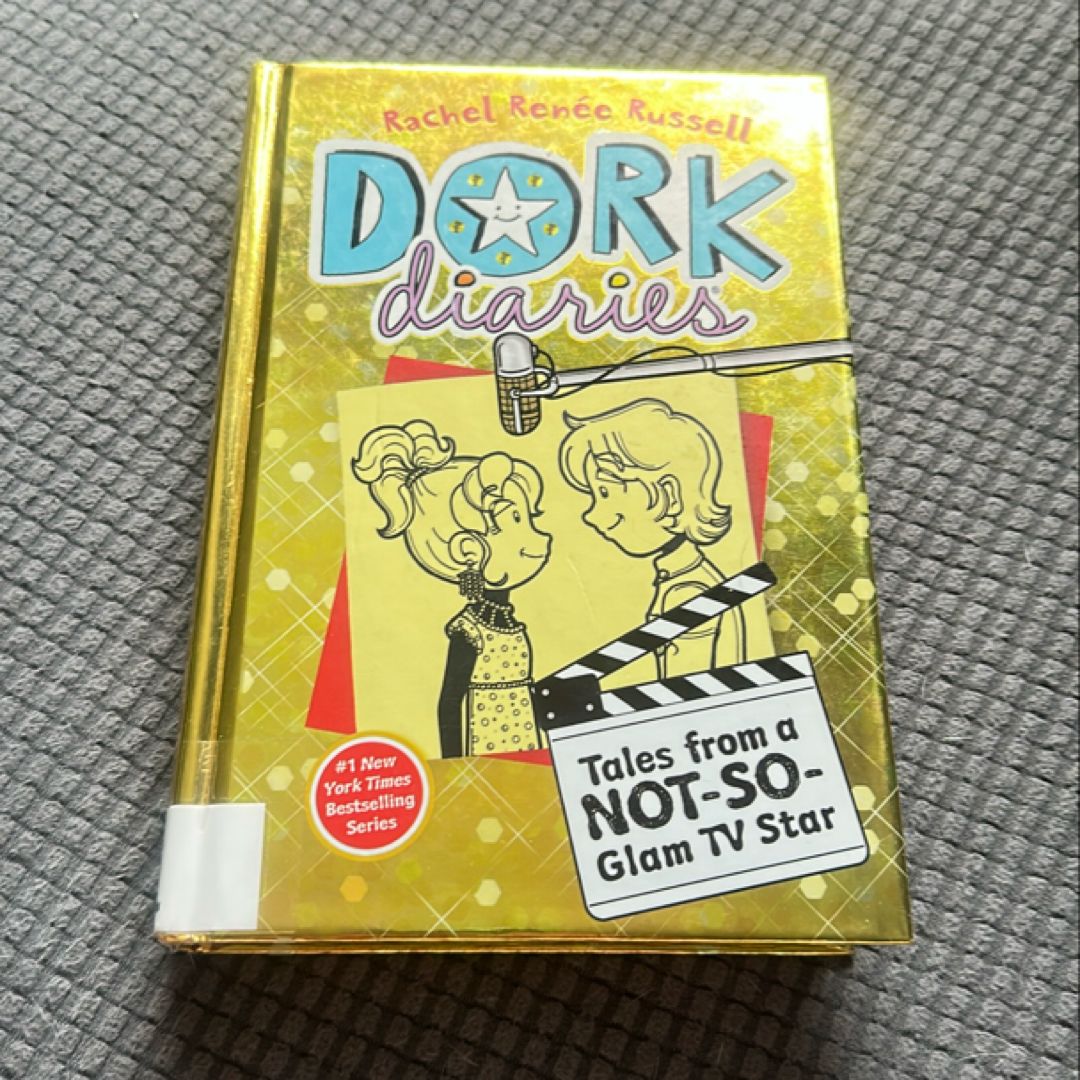 Rachel Renée Russell
DORK
diaries®
#1 New
York Times
Bestselling
Series
Tales from a
NOT-SO-
Glam TV Star